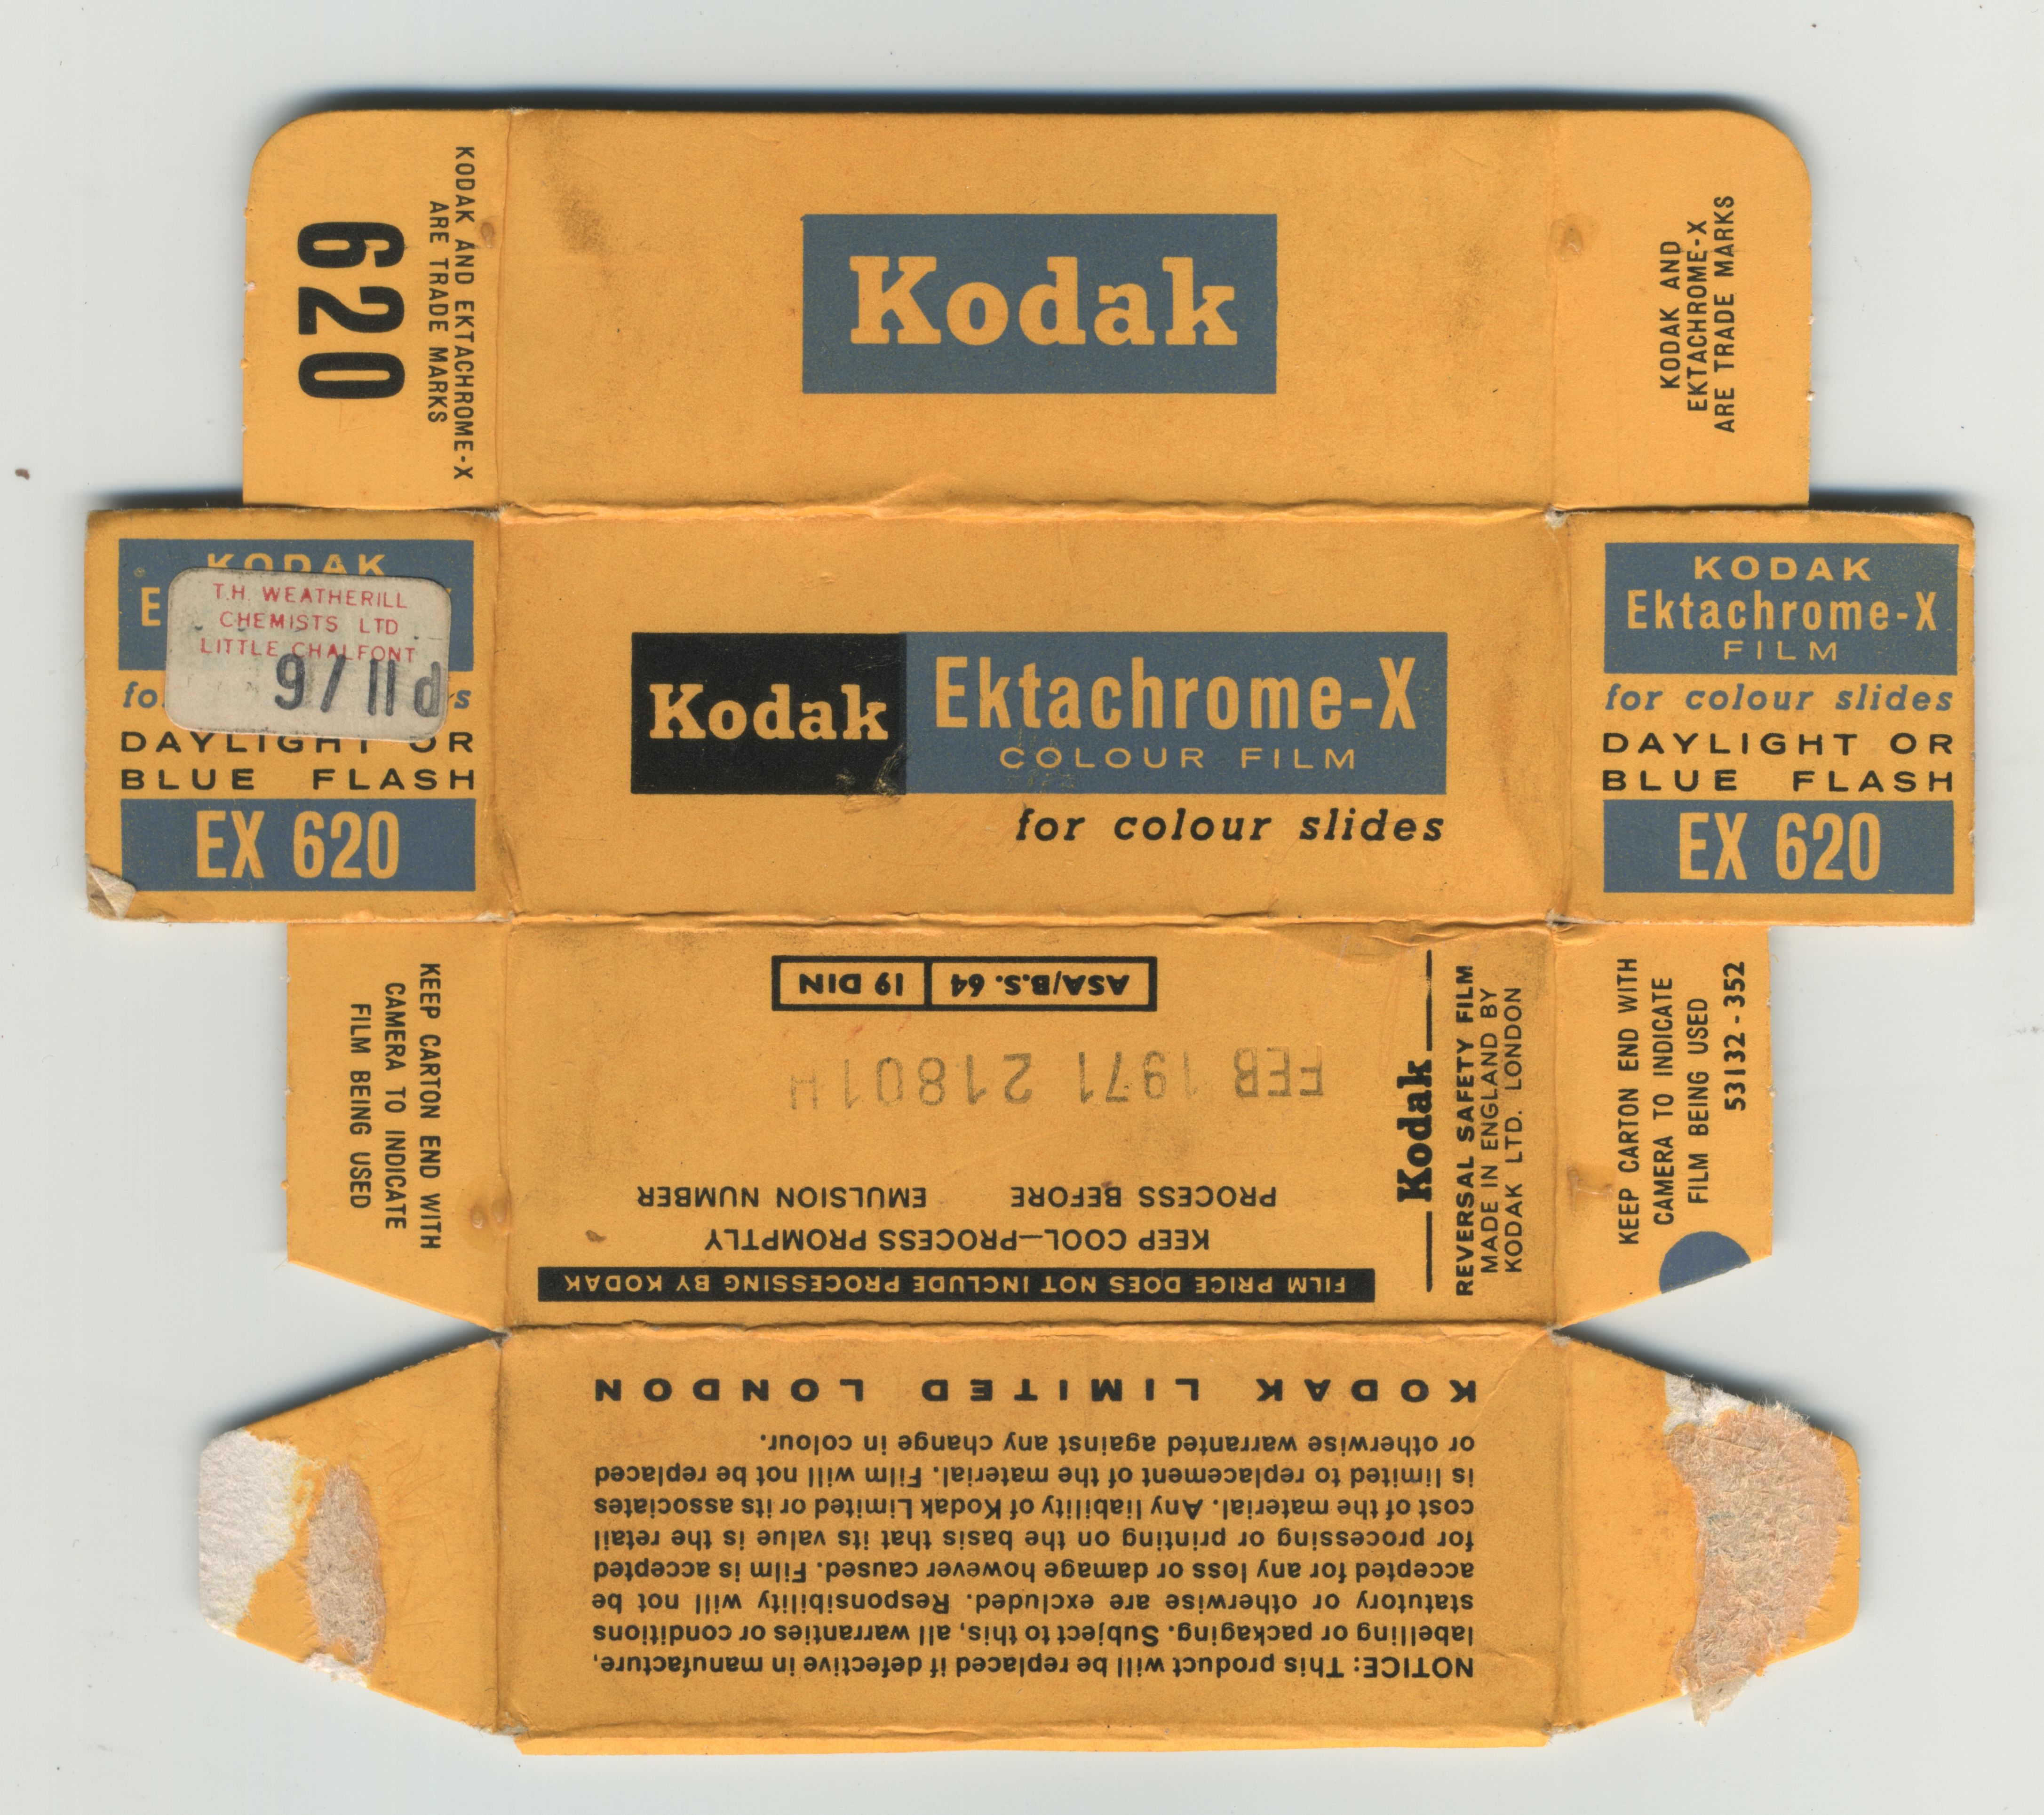 KODAK AND EKTACHROME-X
ARE TRADE MARKS
620
Kodak
KODAK AND
EKTACHROME-X
ARE TRADE MARKS
KODAK
T.H. WEATHERILL
CHEMISTS LTD
LITTLE CHALFONT
9/11d
DAYLIGHT OR
BLUE FLASH
EX 620
Kodak
Ektachrome-X
COLOUR FILM
for colour slides
KODAK
Ektachrome-X
FILM
for colour slides
DAYLIGHT OR
BLUE FLASH
EX 620
KEEP CARTON END WITH
CAMERA TO INDICATE
FILM BEING USED
FILM PRICE DOES NOT INCLUDE PROCESSING BY KODAK
KEEP COOL—PROCESS PROMPTLY
PROCESS BEFORE EMULSION NUMBER
FEB 1971 21801H
ASA/B.S. 64 19 DIN
Kodak
REVERSAL SAFETY FILM
MADE IN ENGLAND BY
KODAK LTD. LONDON
KEEP CARTON END WITH
CAMERA TO INDICATE
FILM BEING USED
53132-352
NOTICE: This product will be replaced if defective in manufacture,
labelling or packaging. Subject to this, all warranties or conditions
statutory or otherwise are excluded. Responsibility will not be
accepted for any loss or damage however caused. Film is accepted
for processing or printing on the basis that its value is the retail
cost of the material. Any liability of Kodak Limited or its associates
is limited to replacement of the material. Film will not be replaced
or otherwise warranted against any change in colour.
KODAK LIMITED LONDON